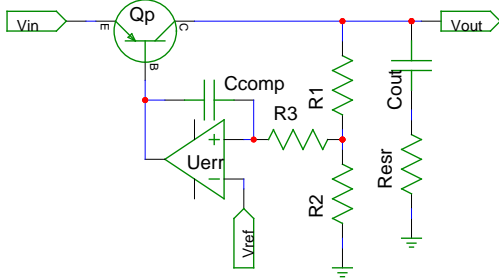 Qp
Vin
E
C
B
Vout
Ccomp
R1
Cout
R3
+
Uerr
−
R2
Resr
Vref